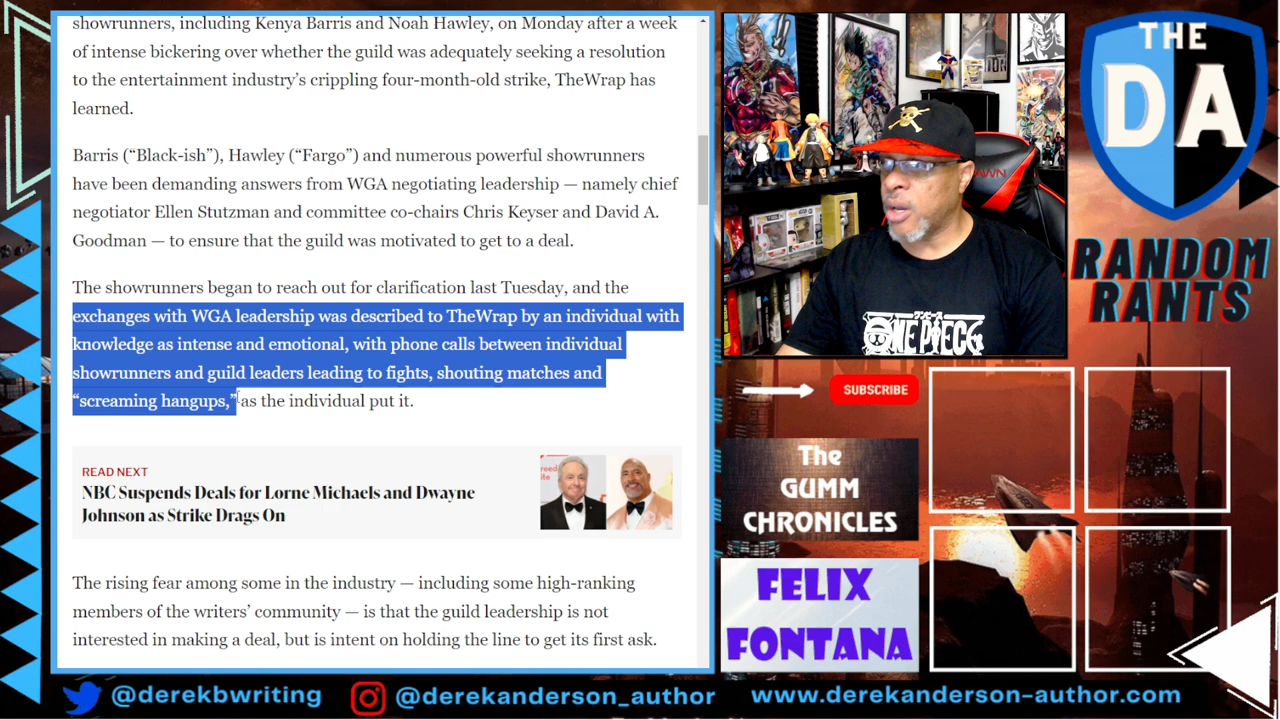 showrunners, including Kenya Barris and Noah Hawley, on Monday after a week
of intense bickering over whether the guild was adequately seeking a resolution
to the entertainment industry's crippling four-month-old strike, TheWrap has
learned.
Barris (“Black-ish”), Hawley (“Fargo”) and numerous powerful showrunners
have been demanding answers from WGA negotiating leadership — namely chief
negotiator Ellen Stutzman and committee co-chairs Chris Keyser and David A.
Goodman — to ensure that the guild was motivated to get to a deal.
The showrunners began to reach out for clarification last Tuesday, and the
exchanges with WGA leadership was described to TheWrap by an individual with
knowledge as intense and emotional, with phone calls between individual
showrunners and guild leaders leading to fights, shouting matches and
“screaming hangups,” as the individual put it.
READ NEXT
NBC Suspends Deals for Lorne Michaels and Dwayne
Johnson as Strike Drags On
The rising fear among some in the industry — including some high-ranking
members of the writers’ community — is that the guild leadership is not
interested in making a deal, but is intent on holding the line to get its first ask.
ONE PIECE
THE
DA
RANDOM
RANTS
SUBSCRIBE
The
GUMM
CHRONICLES
FELIX
FONTANA
@derekbwriting
@derekanderson_author
www.derekanderson-author.com